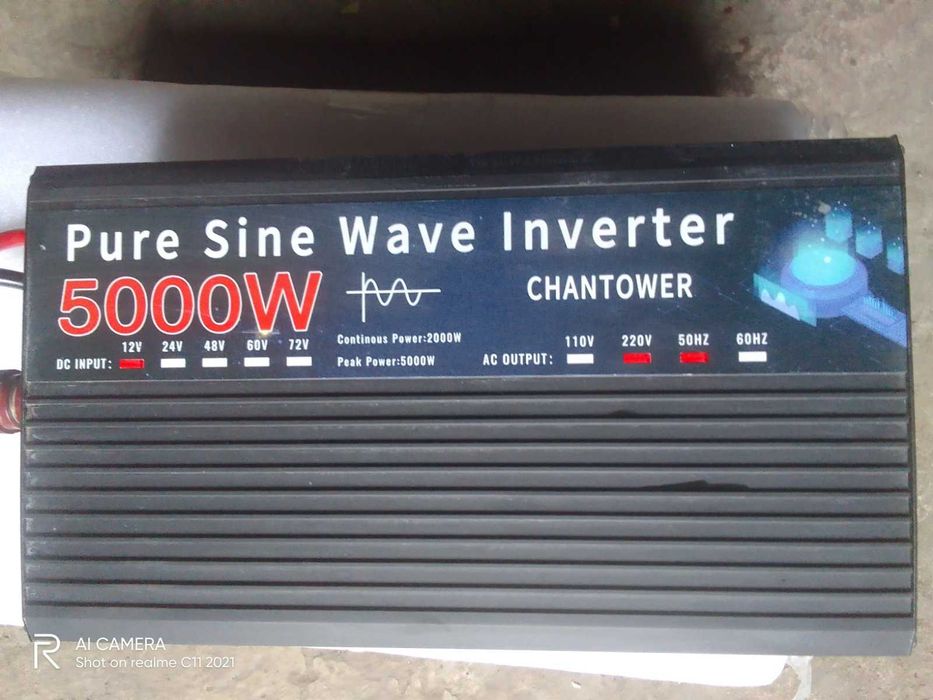 Pure Sine Wave Inverter
5000W
CHANTOWER
12V 24V 48V 60V 72V
DC INPUT:
Continous Power:2000W
Peak Power:5000W
110V 220V 50HZ 60HZ
AC OUTPUT:
R
AI CAMERA
Shot on realme C11 2021